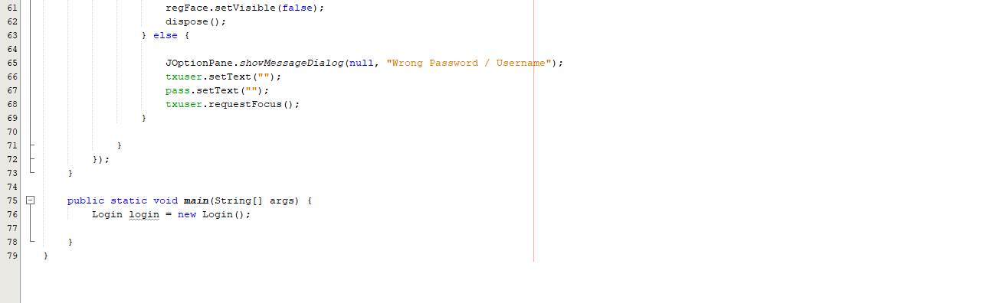 61 regFace.setVisible(false);
62 dispose();
63 } else {
64
65 JOptionPane.showMessageDialog(null, "Wrong Password / Username");
66 txuser.setText("");
67 pass.setText("");
68 txuser.requestFocus();
69 }
70
71 }
72 });
73 }
74
75 public static void main(String[] args) {
76 Login login = new Login();
77
78 }
79 }